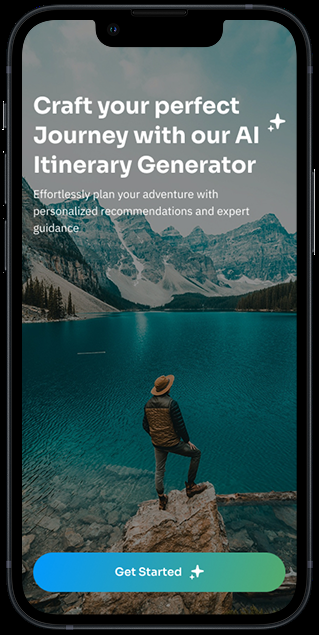 Craft your perfect
Journey with our AI
Itinerary Generator
Effortlessly plan your adventure with
personalized recommendations and expert
guidance
Get Started